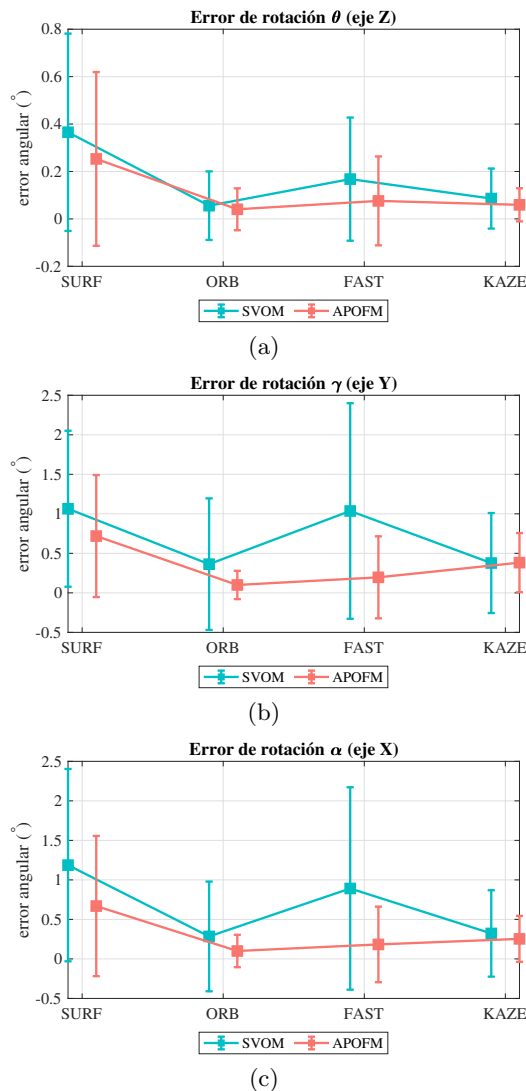 Error de rotación θ (eje Z)
0.8
0.6
0.4
0.2
0
-0.2
error angular (°)
SURF ORB FAST KAZE
SVOM APOFM
(a)
Error de rotación γ (eje Y)
2.5
2
1.5
1
0.5
0
-0.5
error angular (°)
SURF ORB FAST KAZE
SVOM APOFM
(b)
Error de rotación α (eje X)
2.5
2
1.5
1
0.5
0
-0.5
error angular (°)
SURF ORB FAST KAZE
SVOM APOFM
(c)